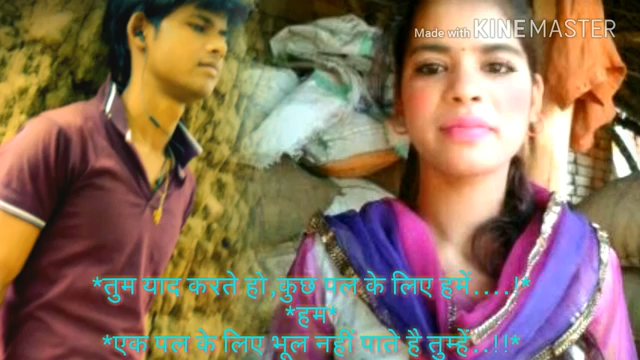 Made with KINEMASTER
*तुम याद करते हो,कुछ पल के लिए हमें....!*
*हम*
*एक पल के लिए भूल नहीं पाते है तुम्हें..!!*